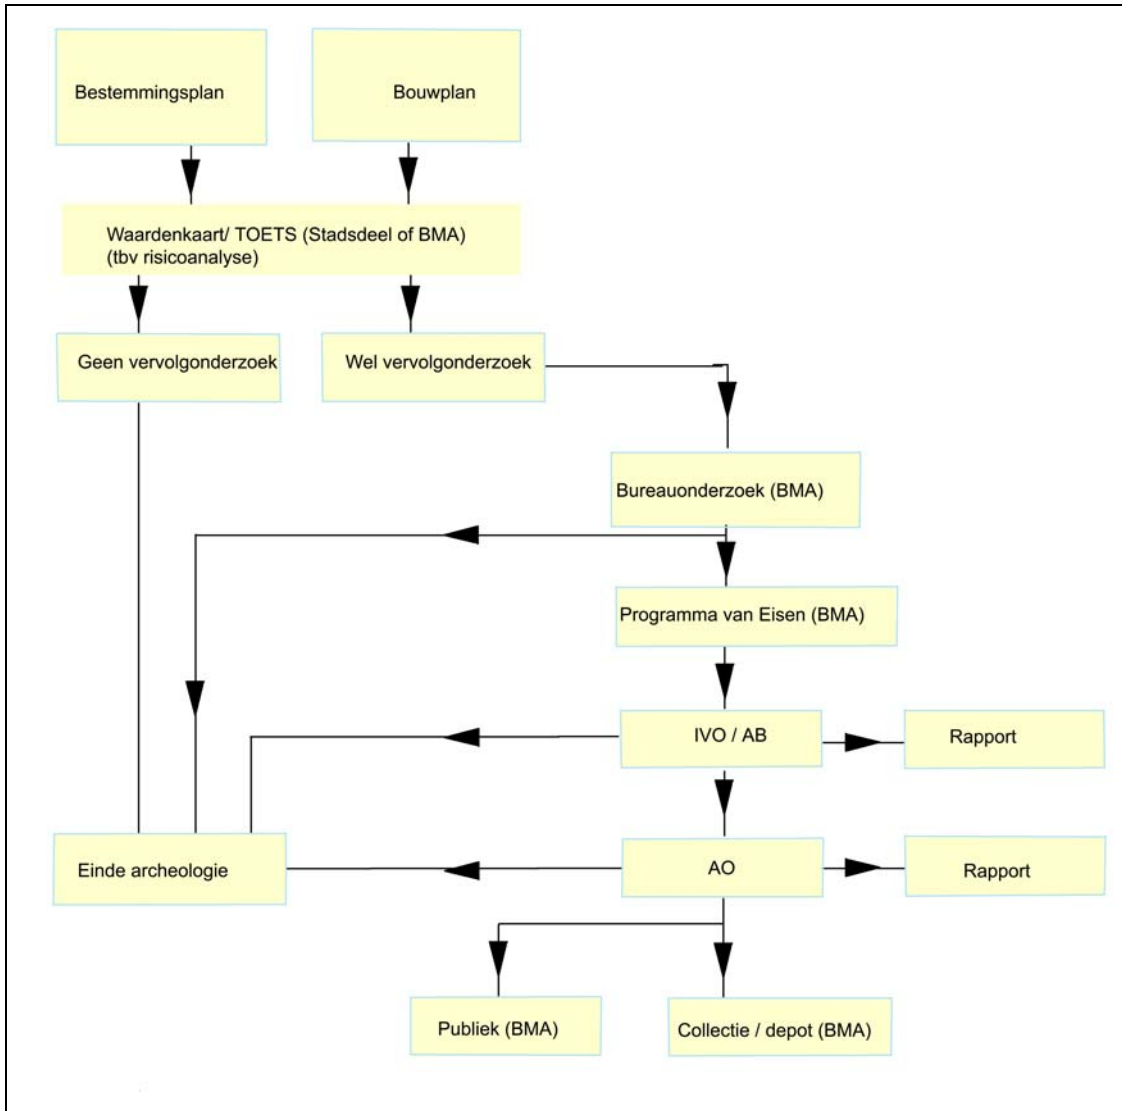 Bestemmingsplan
Bouwplan
Waardenkaart/ TOETS (Stadsdeel of BMA)
(tbv risicoanalyse)
Geen vervolgonderzoek
Wel vervolgonderzoek
Bureauonderzoek (BMA)
Programma van Eisen (BMA)
IVO / AB
Rapport
Einde archeologie
AO
Rapport
Publiek (BMA)
Collectie / depot (BMA)